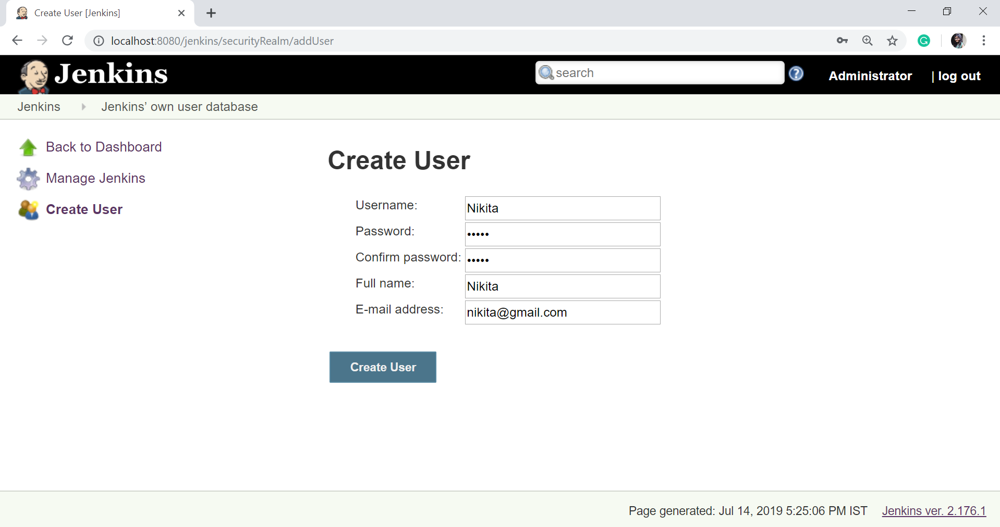 Create User [Jenkins]
localhost:8080/jenkins/securityRealm/addUser
Jenkins
search
Administrator | log out
Jenkins Jenkins’ own user database
Back to Dashboard
Manage Jenkins
Create User
Create User
Username: Nikita
Password: •••••
Confirm password: •••••
Full name: Nikita
E-mail address: nikita@gmail.com
Create User
Page generated: Jul 14, 2019 5:25:06 PM IST Jenkins ver. 2.176.1